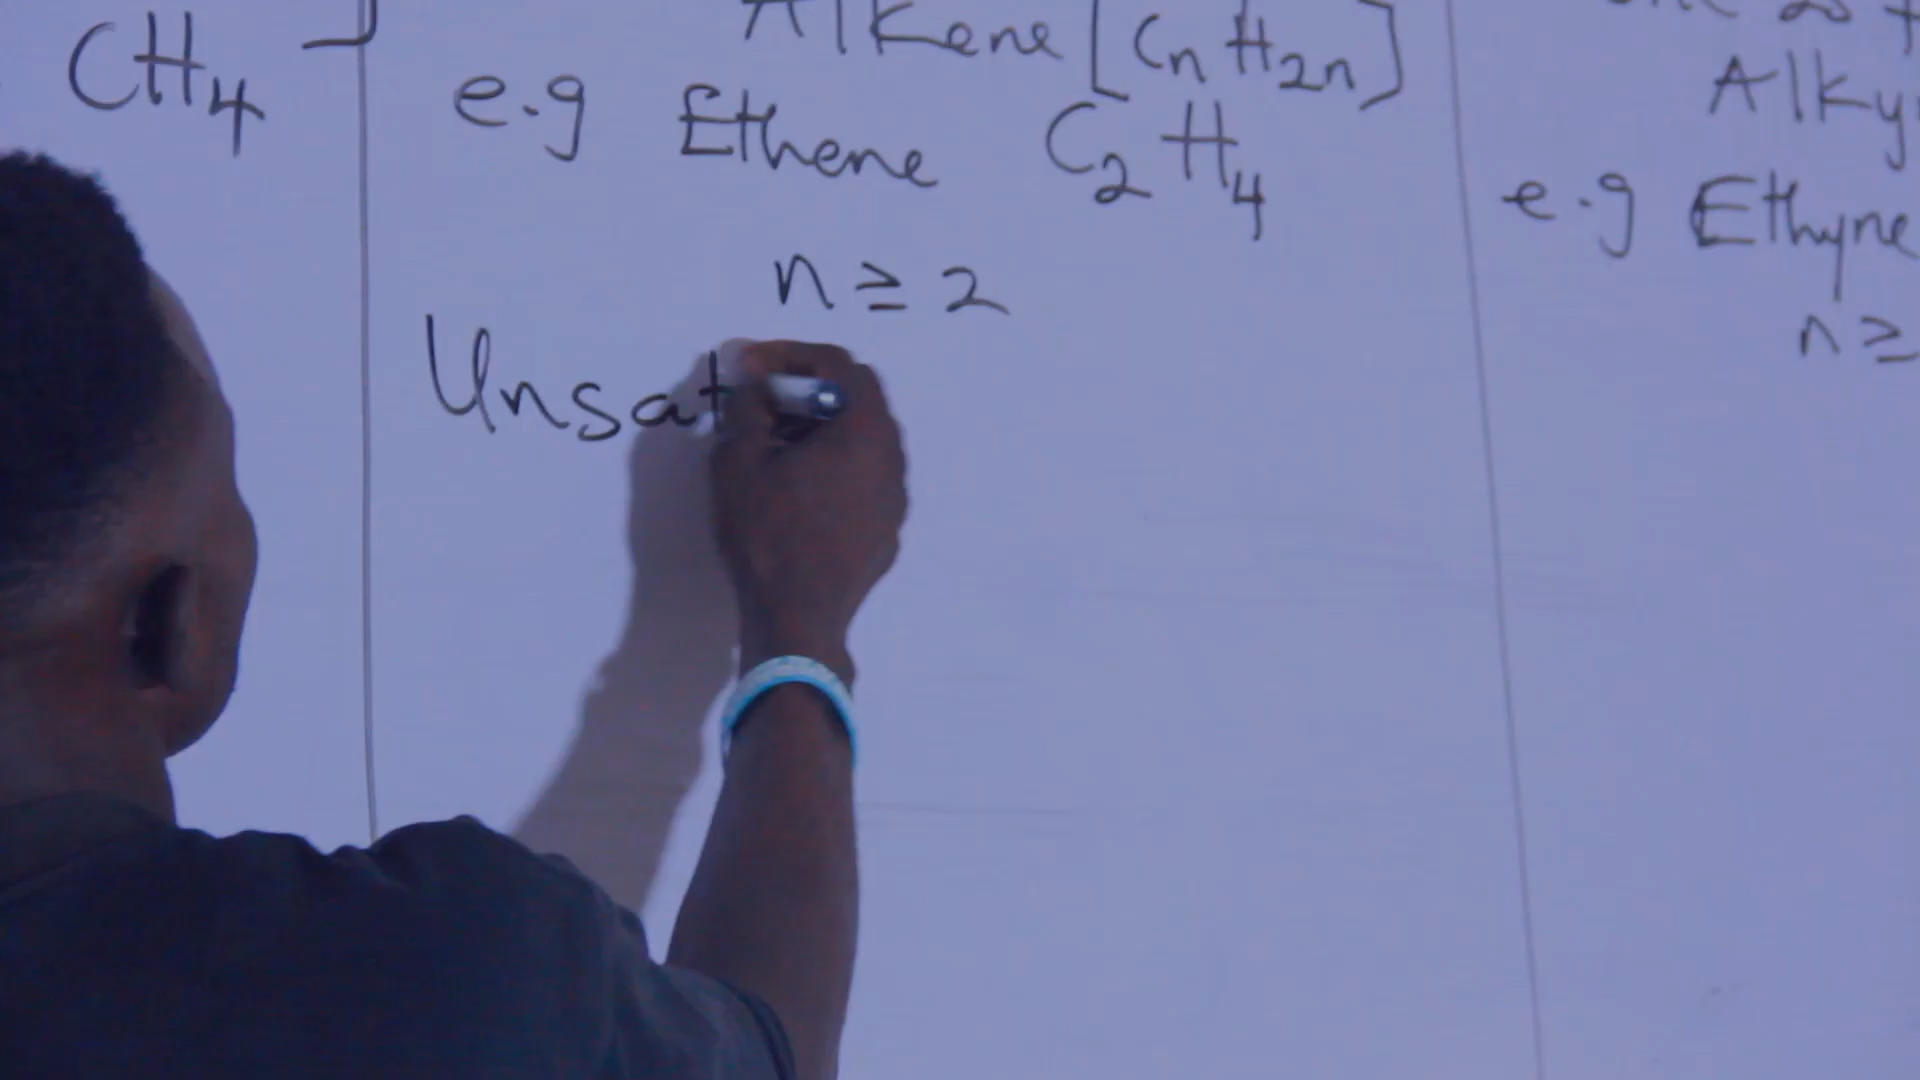 CH4
Alkene [CnH2n]
e.g Ethene C2H4
n ≥ 2
Unsat
Alky
e.g Ethyne
n ≥